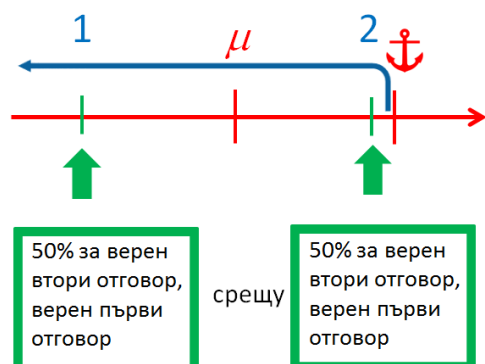 1 μ 2
50% за верен
втори отговор,
верен първи
отговор
срещу
50% за верен
втори отговор,
верен първи
отговор